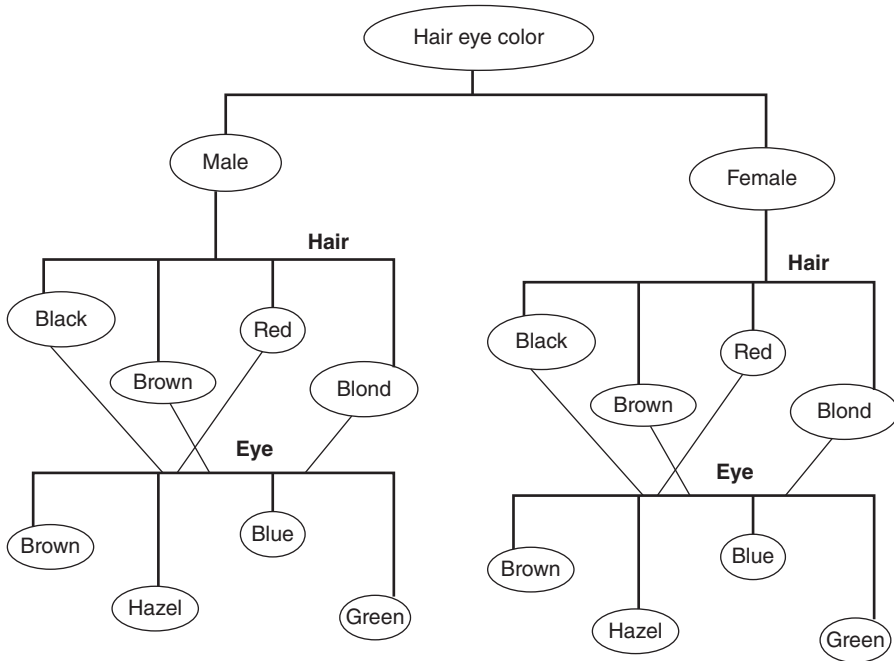 Hair eye color
Male
Female
Hair
Black
Brown
Red
Blond
Eye
Brown
Hazel
Blue
Green
Hair
Black
Brown
Red
Blond
Eye
Brown
Hazel
Blue
Green